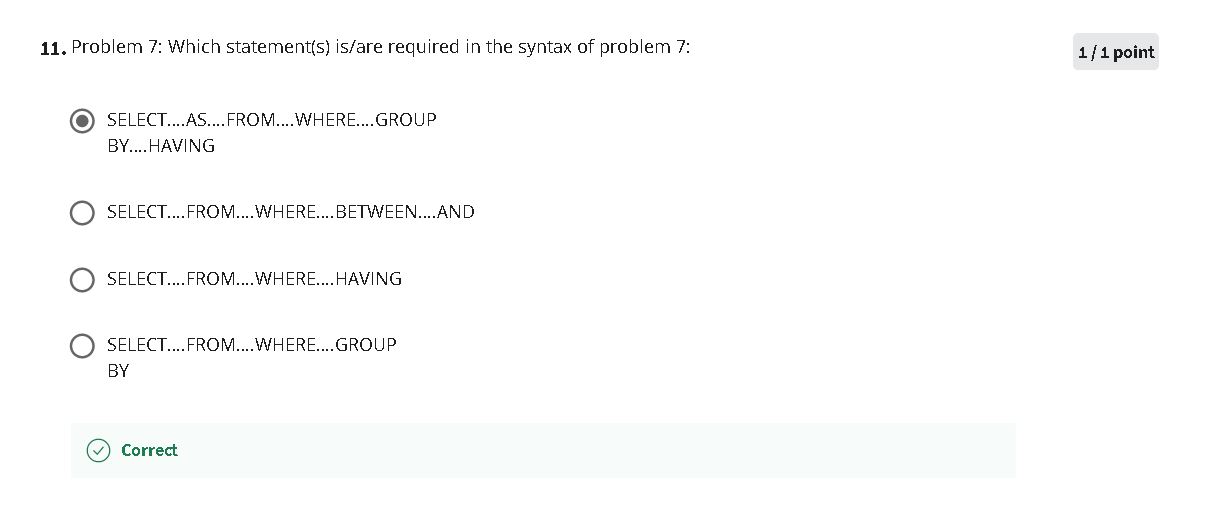 11. Problem 7: Which statement(s) is/are required in the syntax of problem 7:
1 / 1 point
SELECT....AS....FROM....WHERE....GROUP
BY....HAVING
SELECT....FROM....WHERE....BETWEEN....AND
SELECT....FROM....WHERE....HAVING
SELECT....FROM....WHERE....GROUP
BY
Correct